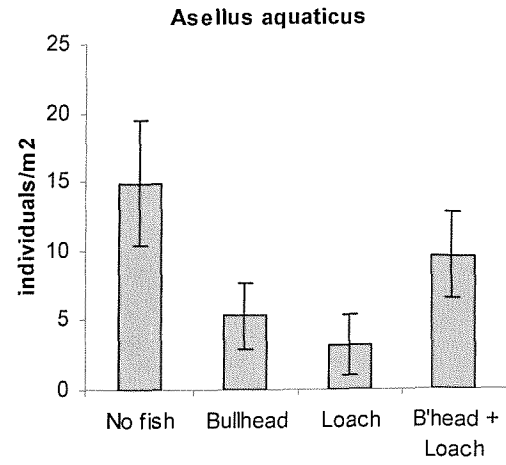 Asellus aquaticus
individuals/m2
25
20
15
10
5
0
No fish
Bullhead
Loach
B'head +
Loach